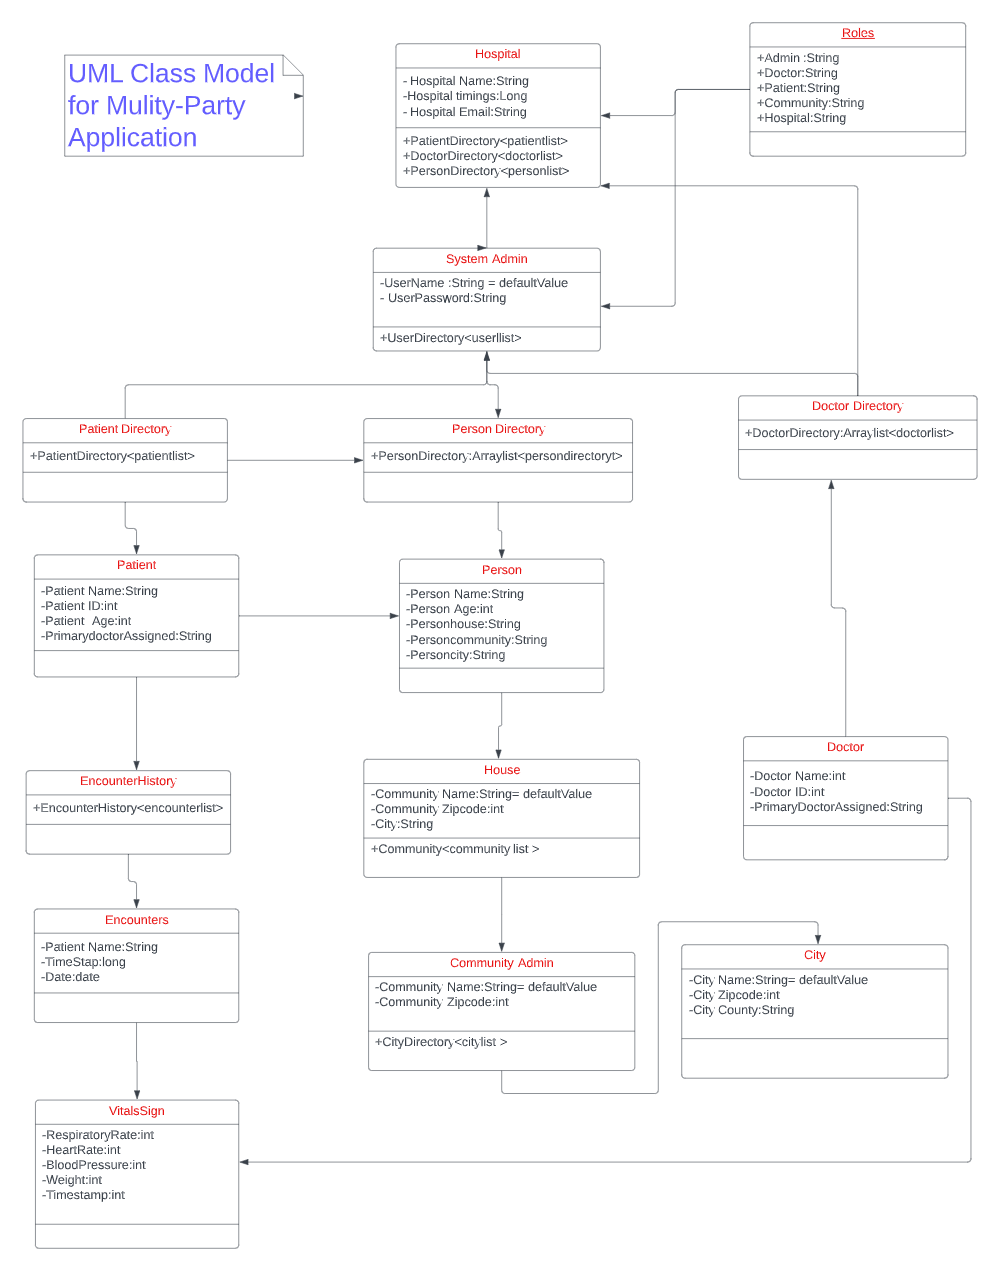 UML Class Model
for Mulity-Party
Application
Hospital
- Hospital Name:String
-Hospital timings:Long
- Hospital Email:String
+PatientDirectory<patientlist>
+DoctorDirectory<doctorlist>
+PersonDirectory<personlist>
Roles
+Admin :String
+Doctor:String
+Patient:String
+Community:String
+Hospital:String
System Admin
-UserName :String = defaultValue
- UserPassword:String
+UserDirectory<userllist>
Patient Directory
+PatientDirectory<patientlist>
Person Directory
+PersonDirectory:Arraylist<persondirectoryt>
Doctor Directory
+DoctorDirectory:Arraylist<doctorlist>
Patient
-Patient Name:String
-Patient ID:int
-Patient  Age:int
-PrimarydoctorAssigned:String
Person
-Person Name:String
-Person Age:int
-Personhouse:String
-Personcommunity:String
-Personcity:String
EncounterHistory
+EncounterHistory<encounterlist>
House
-Community Name:String= defaultValue
-Community Zipcode:int
-City:String
+Community<community list >
Doctor
-Doctor Name:int
-Doctor ID:int
-PrimaryDoctorAssigned:String
Encounters
-Patient Name:String
-TimeStap:long
-Date:date
Community Admin
-Community Name:String= defaultValue
-Community Zipcode:int
+CityDirectory<citylist >
City
-City Name:String= defaultValue
-City Zipcode:int
-City County:String
VitalsSign
-RespiratoryRate:int
-HeartRate:int
-BloodPressure:int
-Weight:int
-Timestamp:int